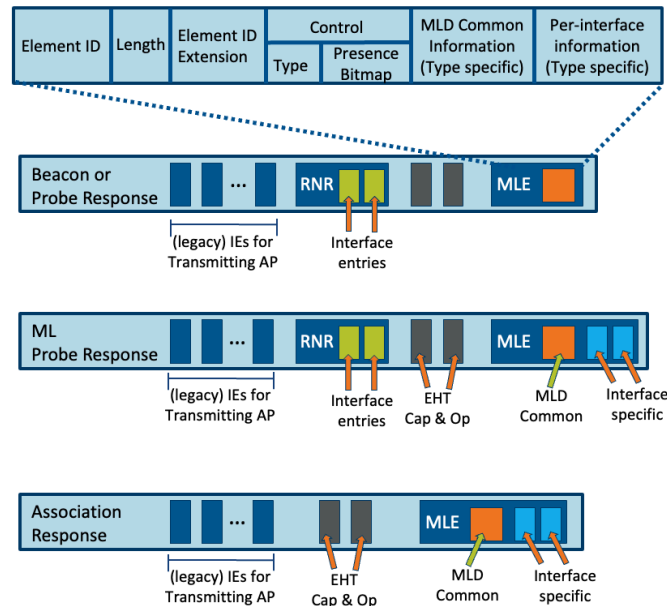 Element ID
Length
Element ID
Extension
Control
Type
Presence
Bitmap
MLD Common
Information
(Type specific)
Per-interface
information
(Type specific)
Beacon or
Probe Response
...
RNR
MLE
(legacy) IEs for
Transmitting AP
Interface
entries
ML
Probe Response
...
RNR
MLE
(legacy) IEs for
Transmitting AP
Interface
entries
EHT
Cap & Op
MLD
Common
Interface
specific
Association
Response
...
MLE
(legacy) IEs for
Transmitting AP
EHT
Cap & Op
MLD
Common
Interface
specific